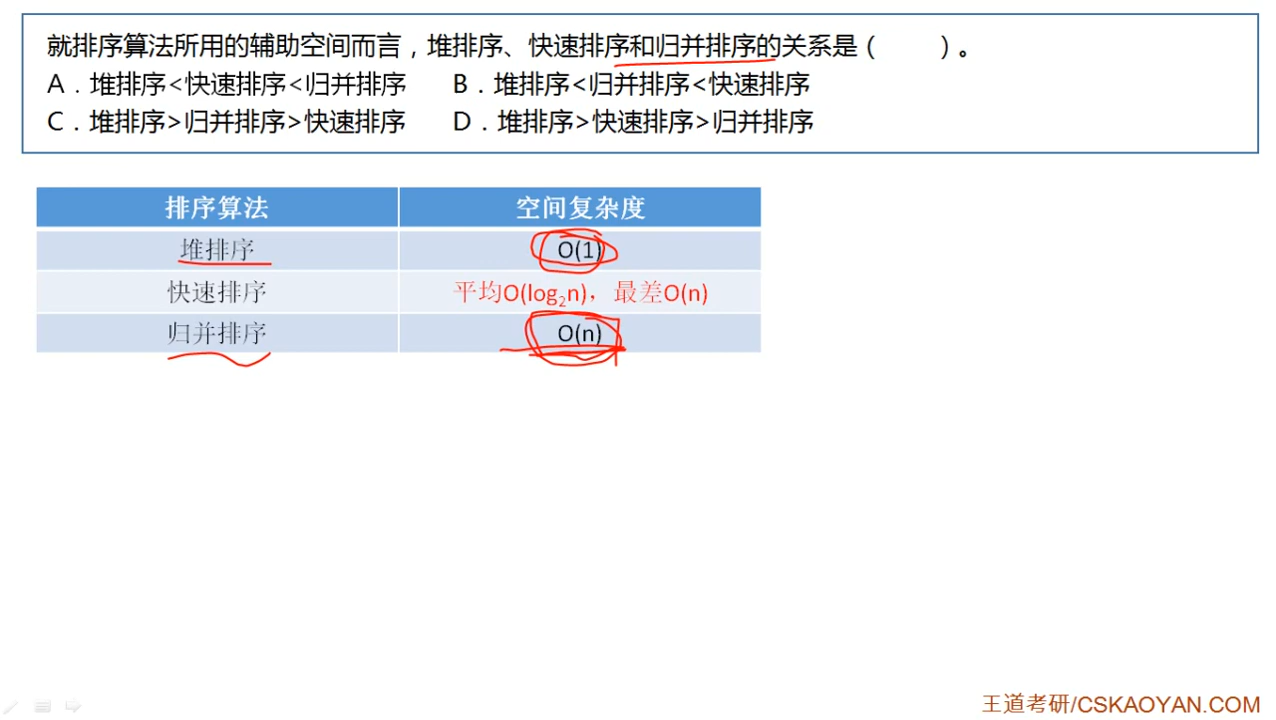 就排序算法所用的辅助空间而言，堆排序、快速排序和归并排序的关系是（　　）。
A．堆排序<快速排序<归并排序　B．堆排序<归并排序<快速排序
C．堆排序>归并排序>快速排序　D．堆排序>快速排序>归并排序
排序算法　空间复杂度
堆排序　O(1)
快速排序　平均O(log₂n)，最差O(n)
归并排序　O(n)
王道考研/CSKAOYAN.COM